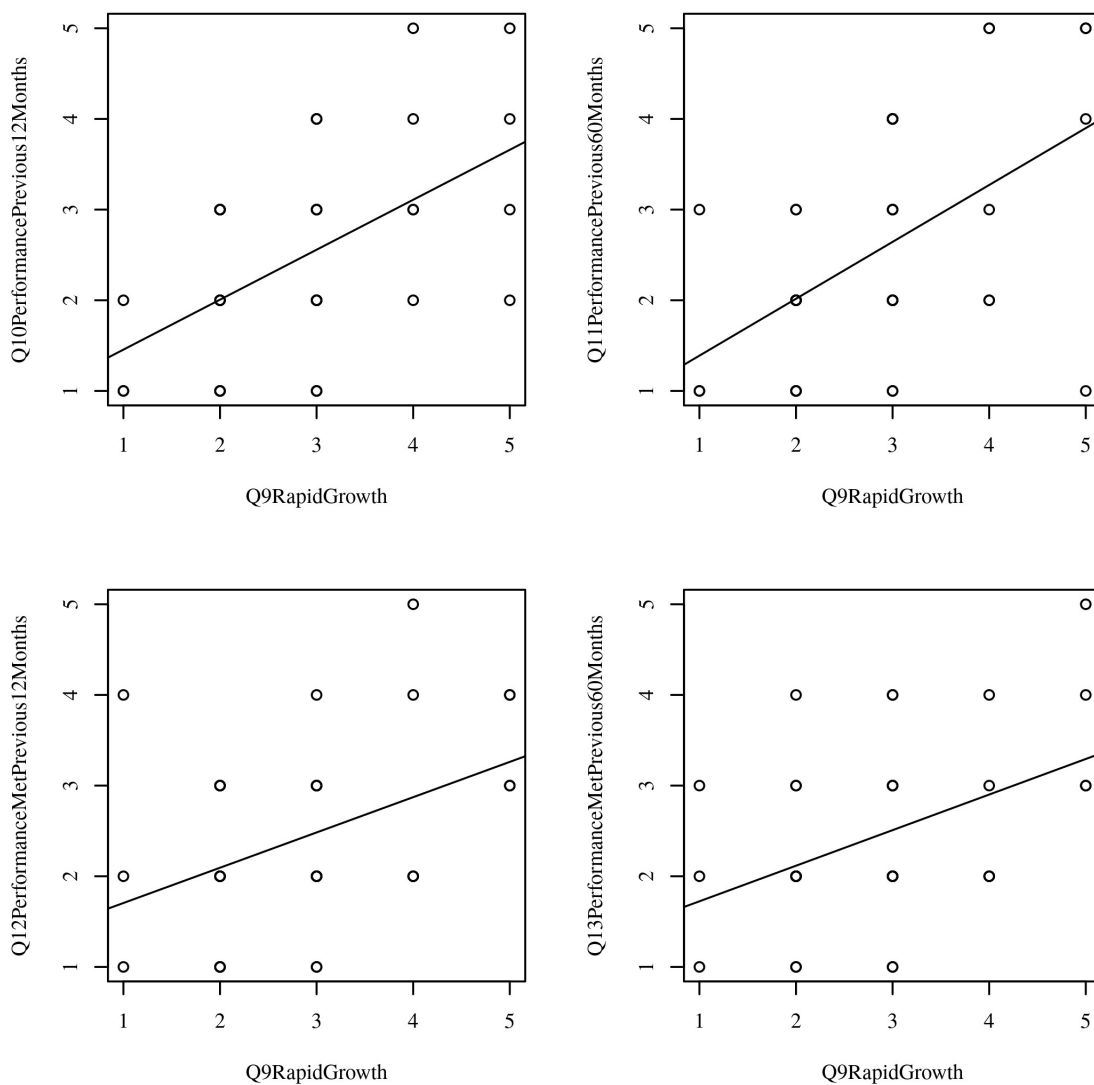 Q10PerformancePrevious12Months
5
4
3
2
1
1 2 3 4 5
Q9RapidGrowth
Q11PerformancePrevious60Months
5
4
3
2
1
1 2 3 4 5
Q9RapidGrowth
Q12PerformanceMetPrevious12Months
5
4
3
2
1
1 2 3 4 5
Q9RapidGrowth
Q13PerformanceMetPrevious60Months
5
4
3
2
1
1 2 3 4 5
Q9RapidGrowth